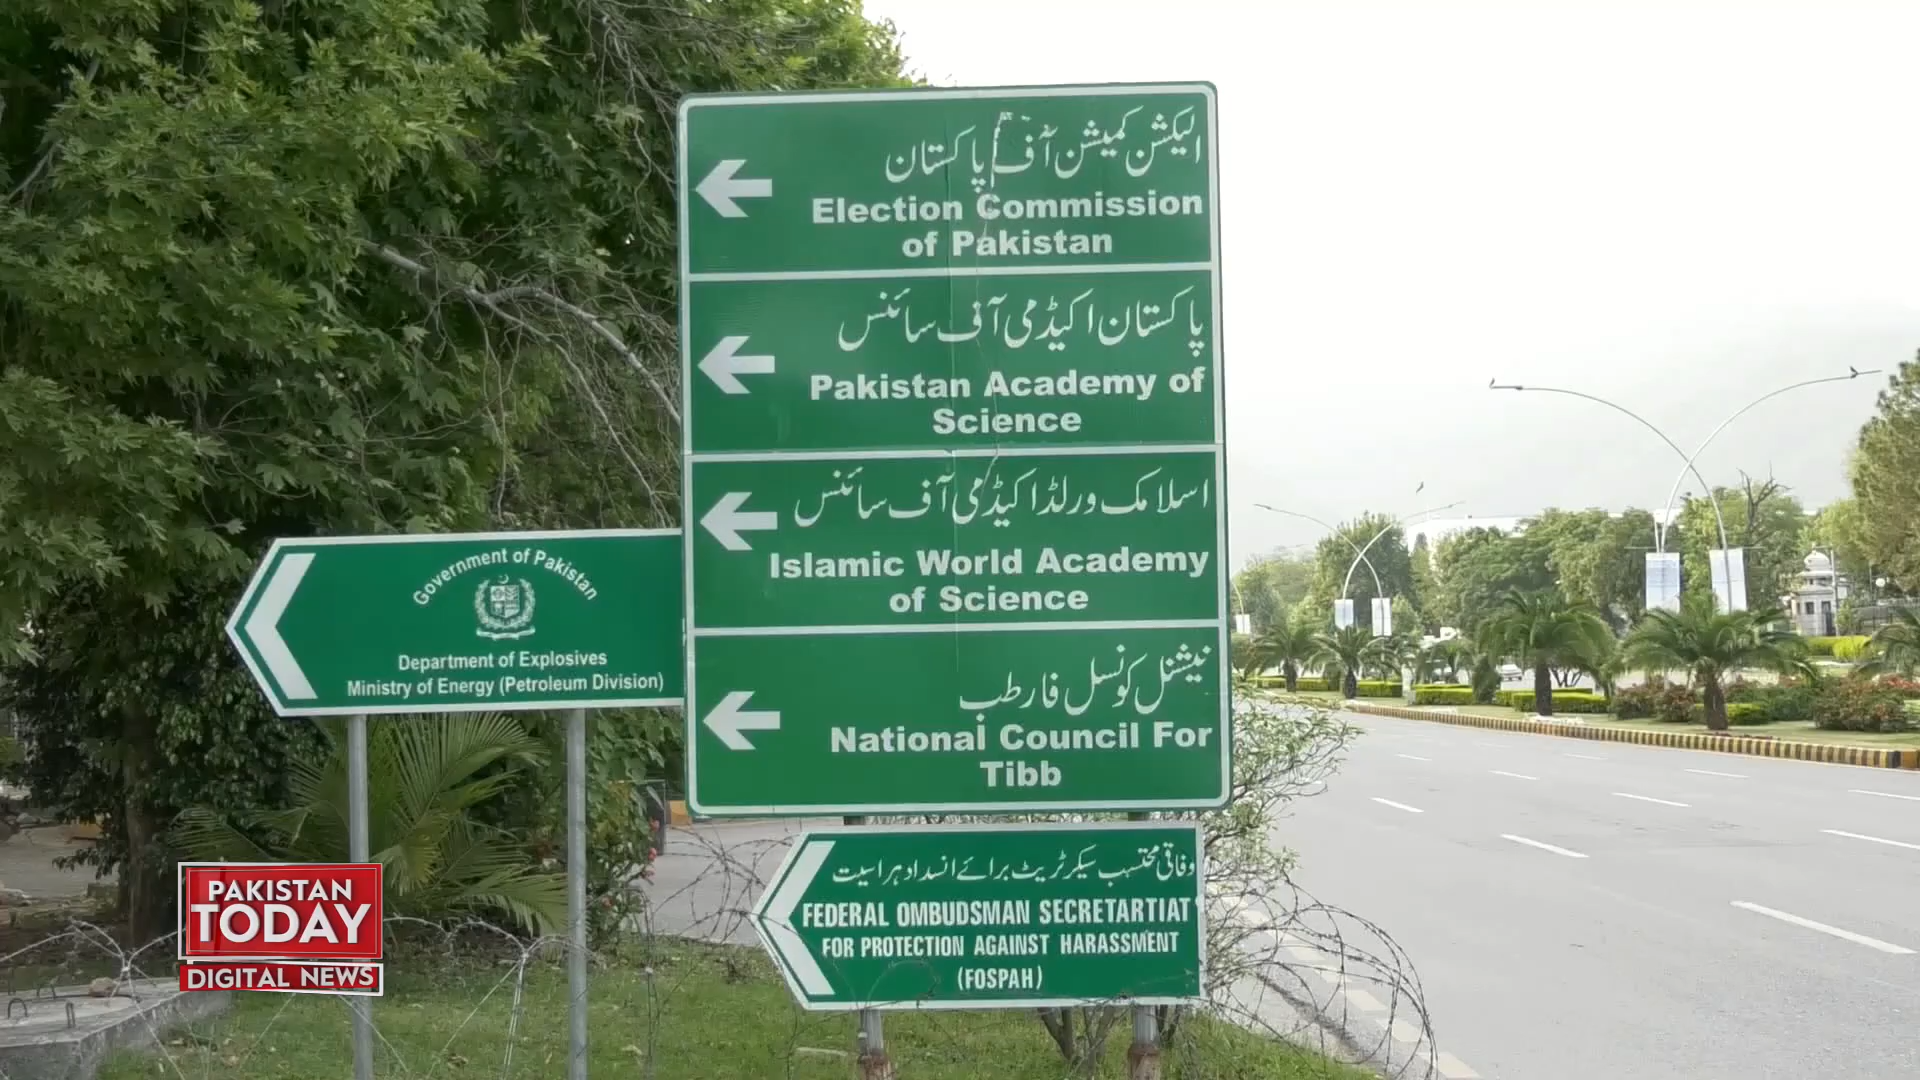 الیکشن کمیشن آف پاکستان
Election Commission
of Pakistan
پاکستان اکیڈمی آف سائنس
Pakistan Academy of
Science
اسلامک ورلڈ اکیڈمی آف سائنس
Islamic World Academy
of Science
نیشنل کونسل فار طب
National Council For
Tibb
Government of Pakistan
Department of Explosives
Ministry of Energy (Petroleum Division)
وفاقی محتسب سیکرٹریٹ برائے انسداد ہراسیت
FEDERAL OMBUDSMAN SECRETARTIAT
FOR PROTECTION AGAINST HARASSMENT
(FOSPAH)
PAKISTAN
TODAY
DIGITAL NEWS